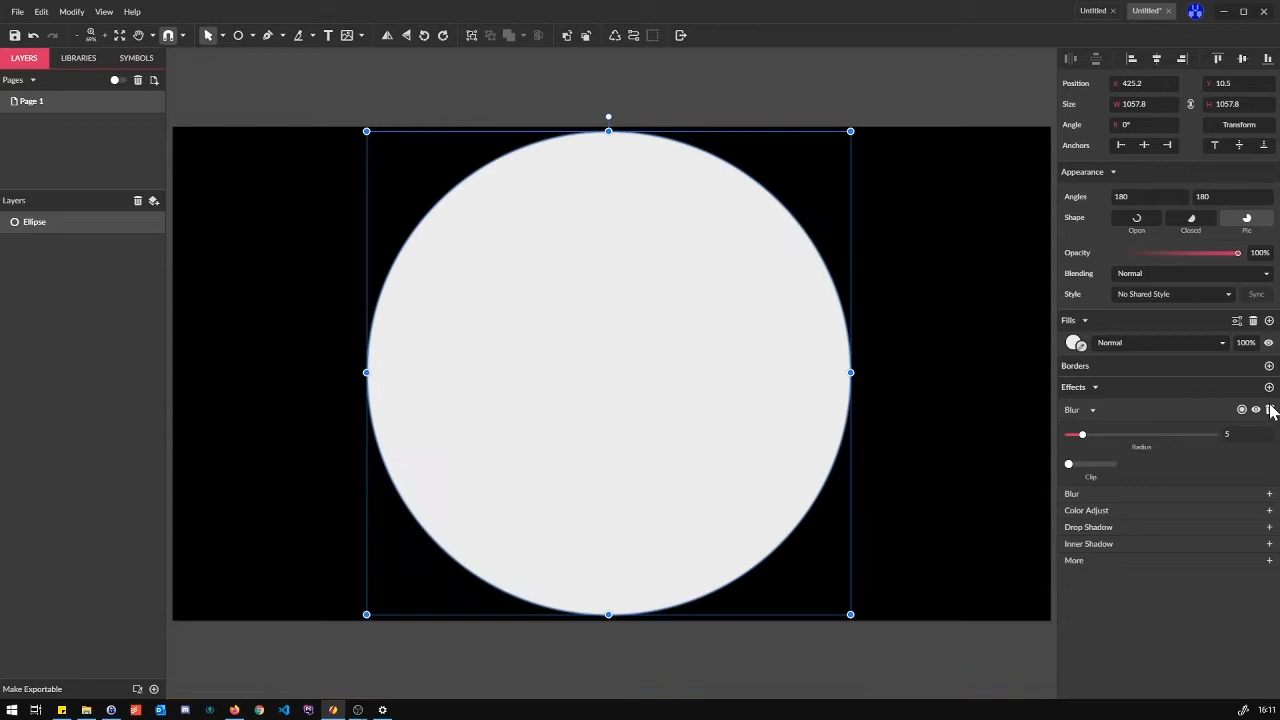 File Edit Modify View Help
Untitled Untitled*
69%
LAYERS LIBRARIES SYMBOLS
Pages
Page 1
Layers
Ellipse
Position X 425.2 Y 10.5
Size W 1057.8 H 1057.8
Angle R 0° Transform
Anchors
Appearance
Angles 180 180
Shape
Open Closed Pie
Opacity 100%
Blending Normal
Style No Shared Style Sync
Fills
Normal 100%
Borders
Effects
Blur
5
Radius
Clip
Blur
Color Adjust
Drop Shadow
Inner Shadow
More
Make Exportable
16:11